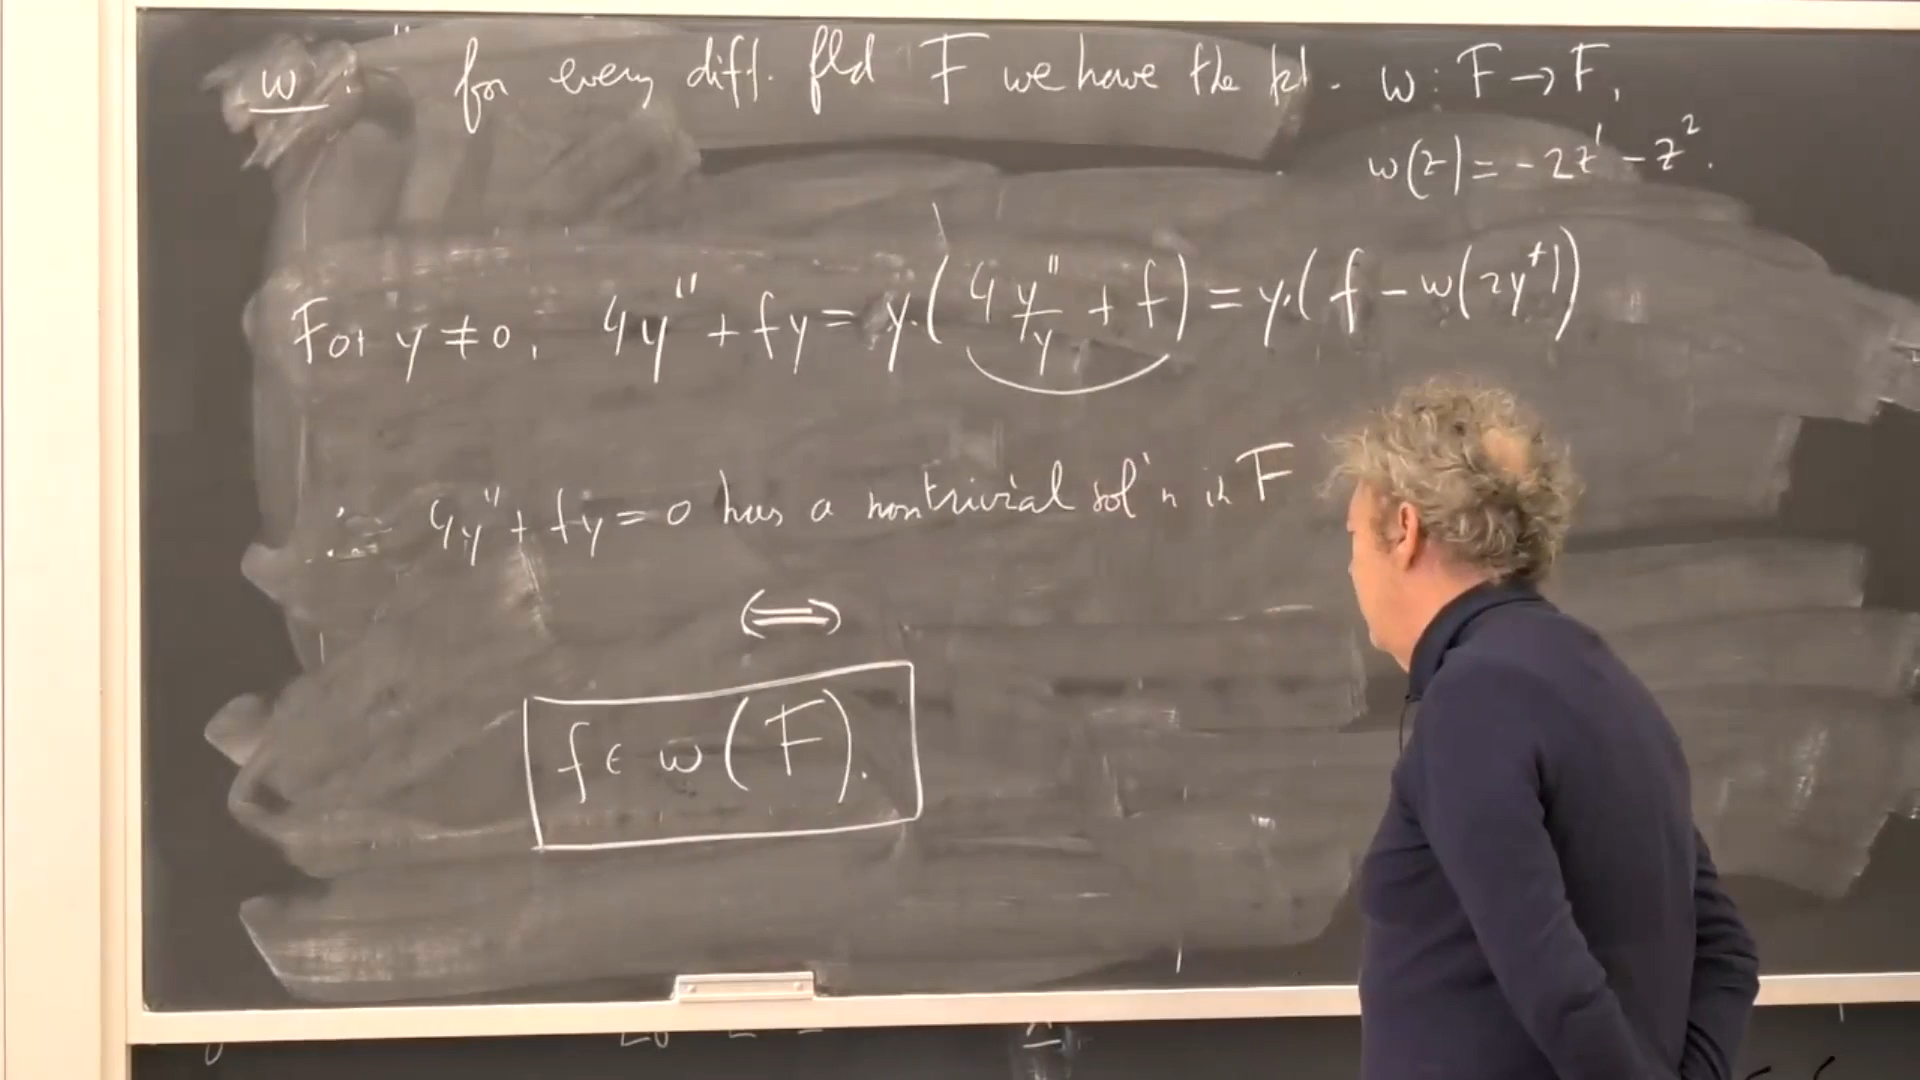 ω : for every diff. fld F we have the fct. ω : F → F,
ω(z) = -2z' - z².
For y ≠ 0, 4y'' + fy = y·(4 y''/y + f) = y·(f - ω(2y†))
∴ 4y'' + fy = 0 has a nontrivial sol'n in F
⟺
f ∈ ω(F).